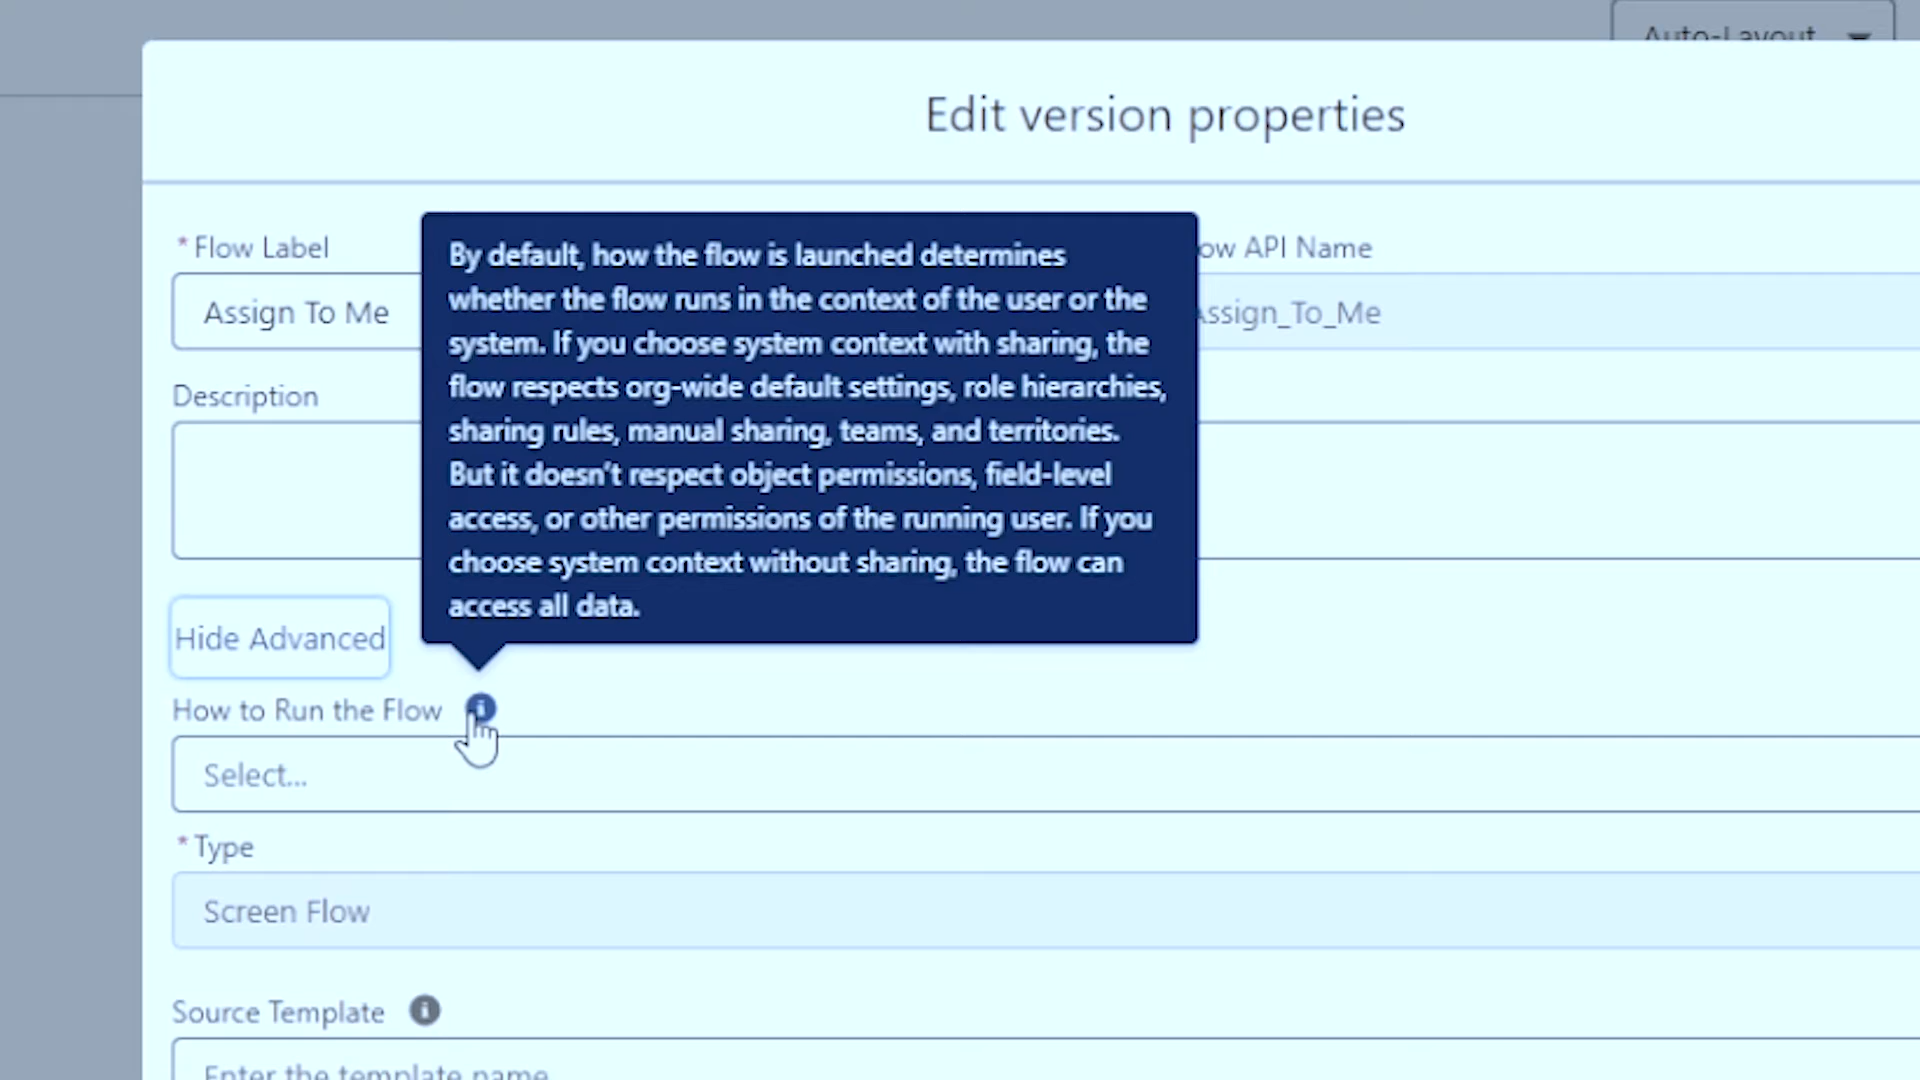 Auto-Layout
Edit version properties
* Flow Label
ow API Name
Assign To Me
Assign_To_Me
By default, how the flow is launched determines
whether the flow runs in the context of the user or the
system. If you choose system context with sharing, the
flow respects org-wide default settings, role hierarchies,
sharing rules, manual sharing, teams, and territories.
But it doesn't respect object permissions, field-level
access, or other permissions of the running user. If you
choose system context without sharing, the flow can
access all data.
Description
Hide Advanced
How to Run the Flow
Select...
* Type
Screen Flow
Source Template
Enter the template name